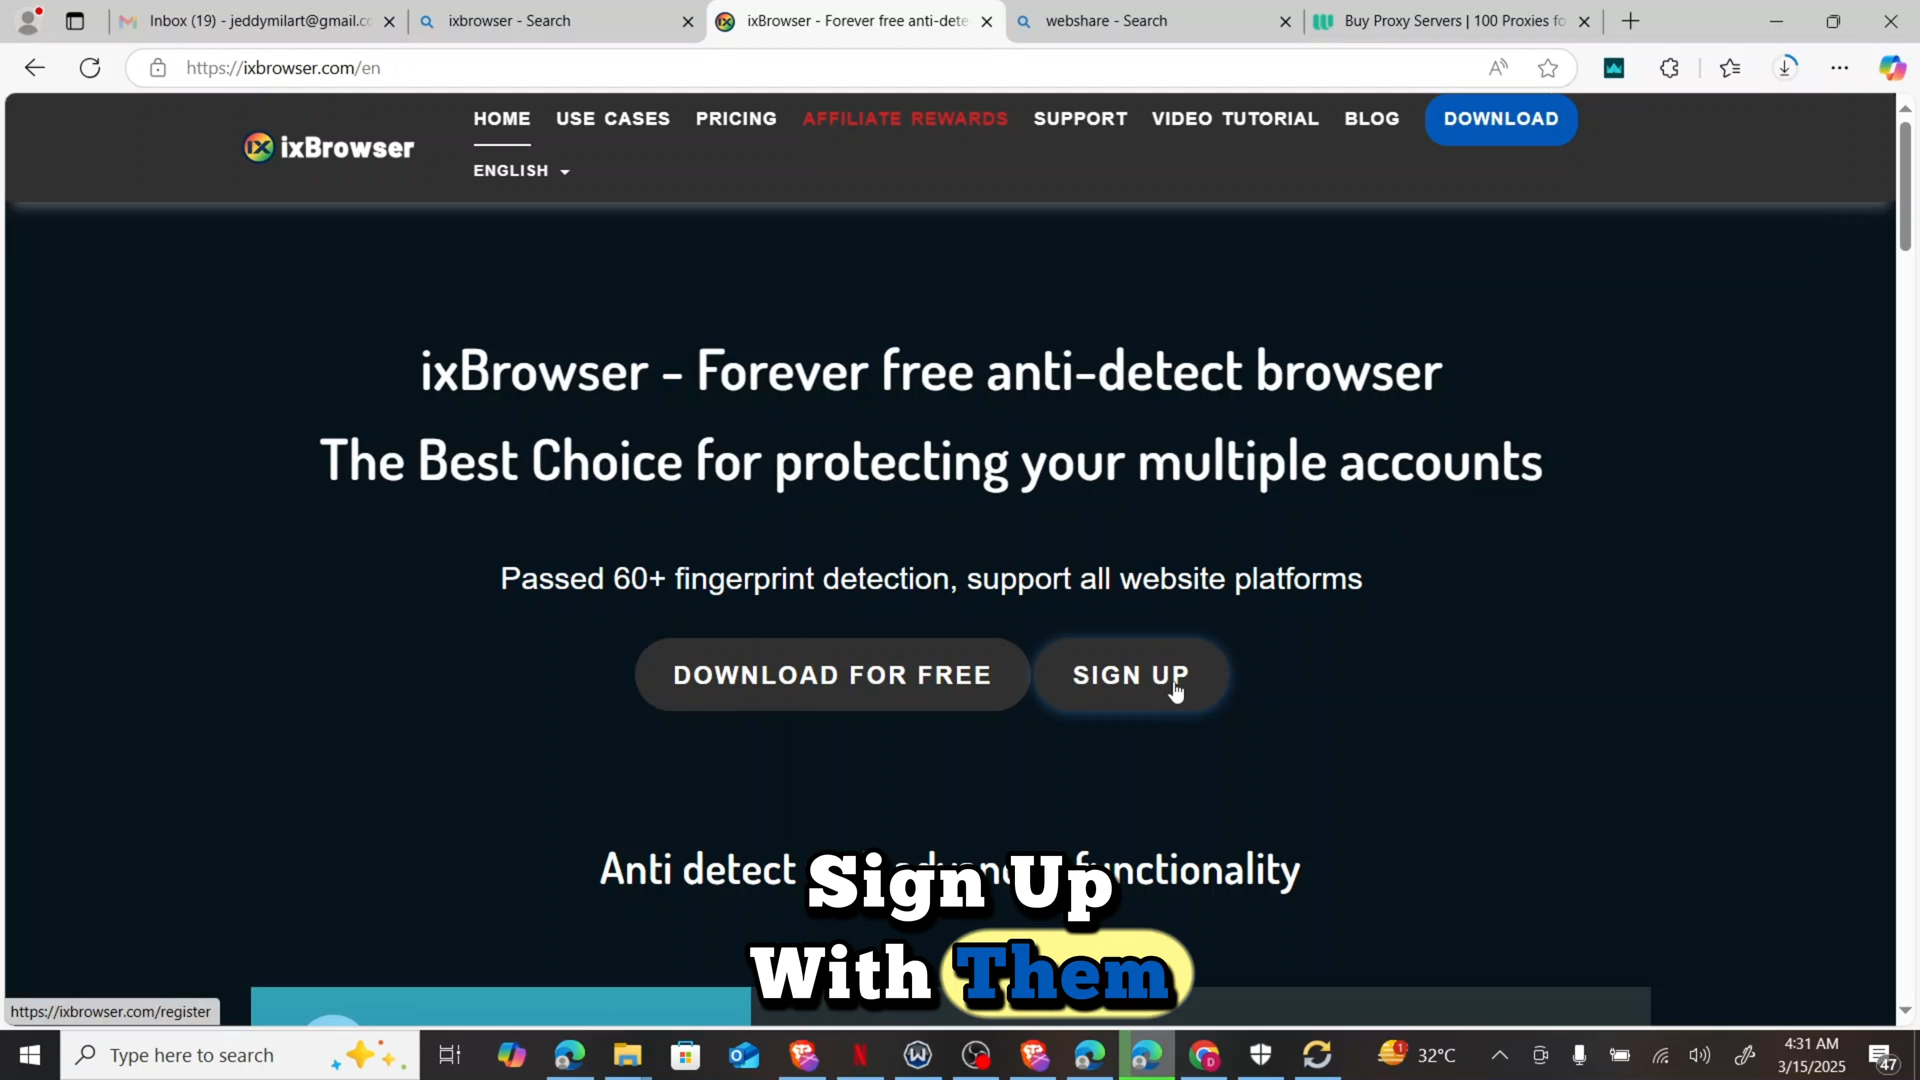 Inbox (19) - jeddymilart@gmail.c
ixbrowser - Search
ixBrowser - Forever free anti-dete
webshare - Search
Buy Proxy Servers | 100 Proxies fo
https://ixbrowser.com/en
HOME
USE CASES
PRICING
AFFILIATE REWARDS
SUPPORT
VIDEO TUTORIAL
BLOG
DOWNLOAD
IX ixBrowser
ENGLISH
ixBrowser - Forever free anti-detect browser
The Best Choice for protecting your multiple accounts
Passed 60+ fingerprint detection, support all website platforms
DOWNLOAD FOR FREE
SIGN UP
Anti detect functionality
Sign Up
With Them
https://ixbrowser.com/register
Type here to search
32°C
4:31 AM
3/15/2025
47